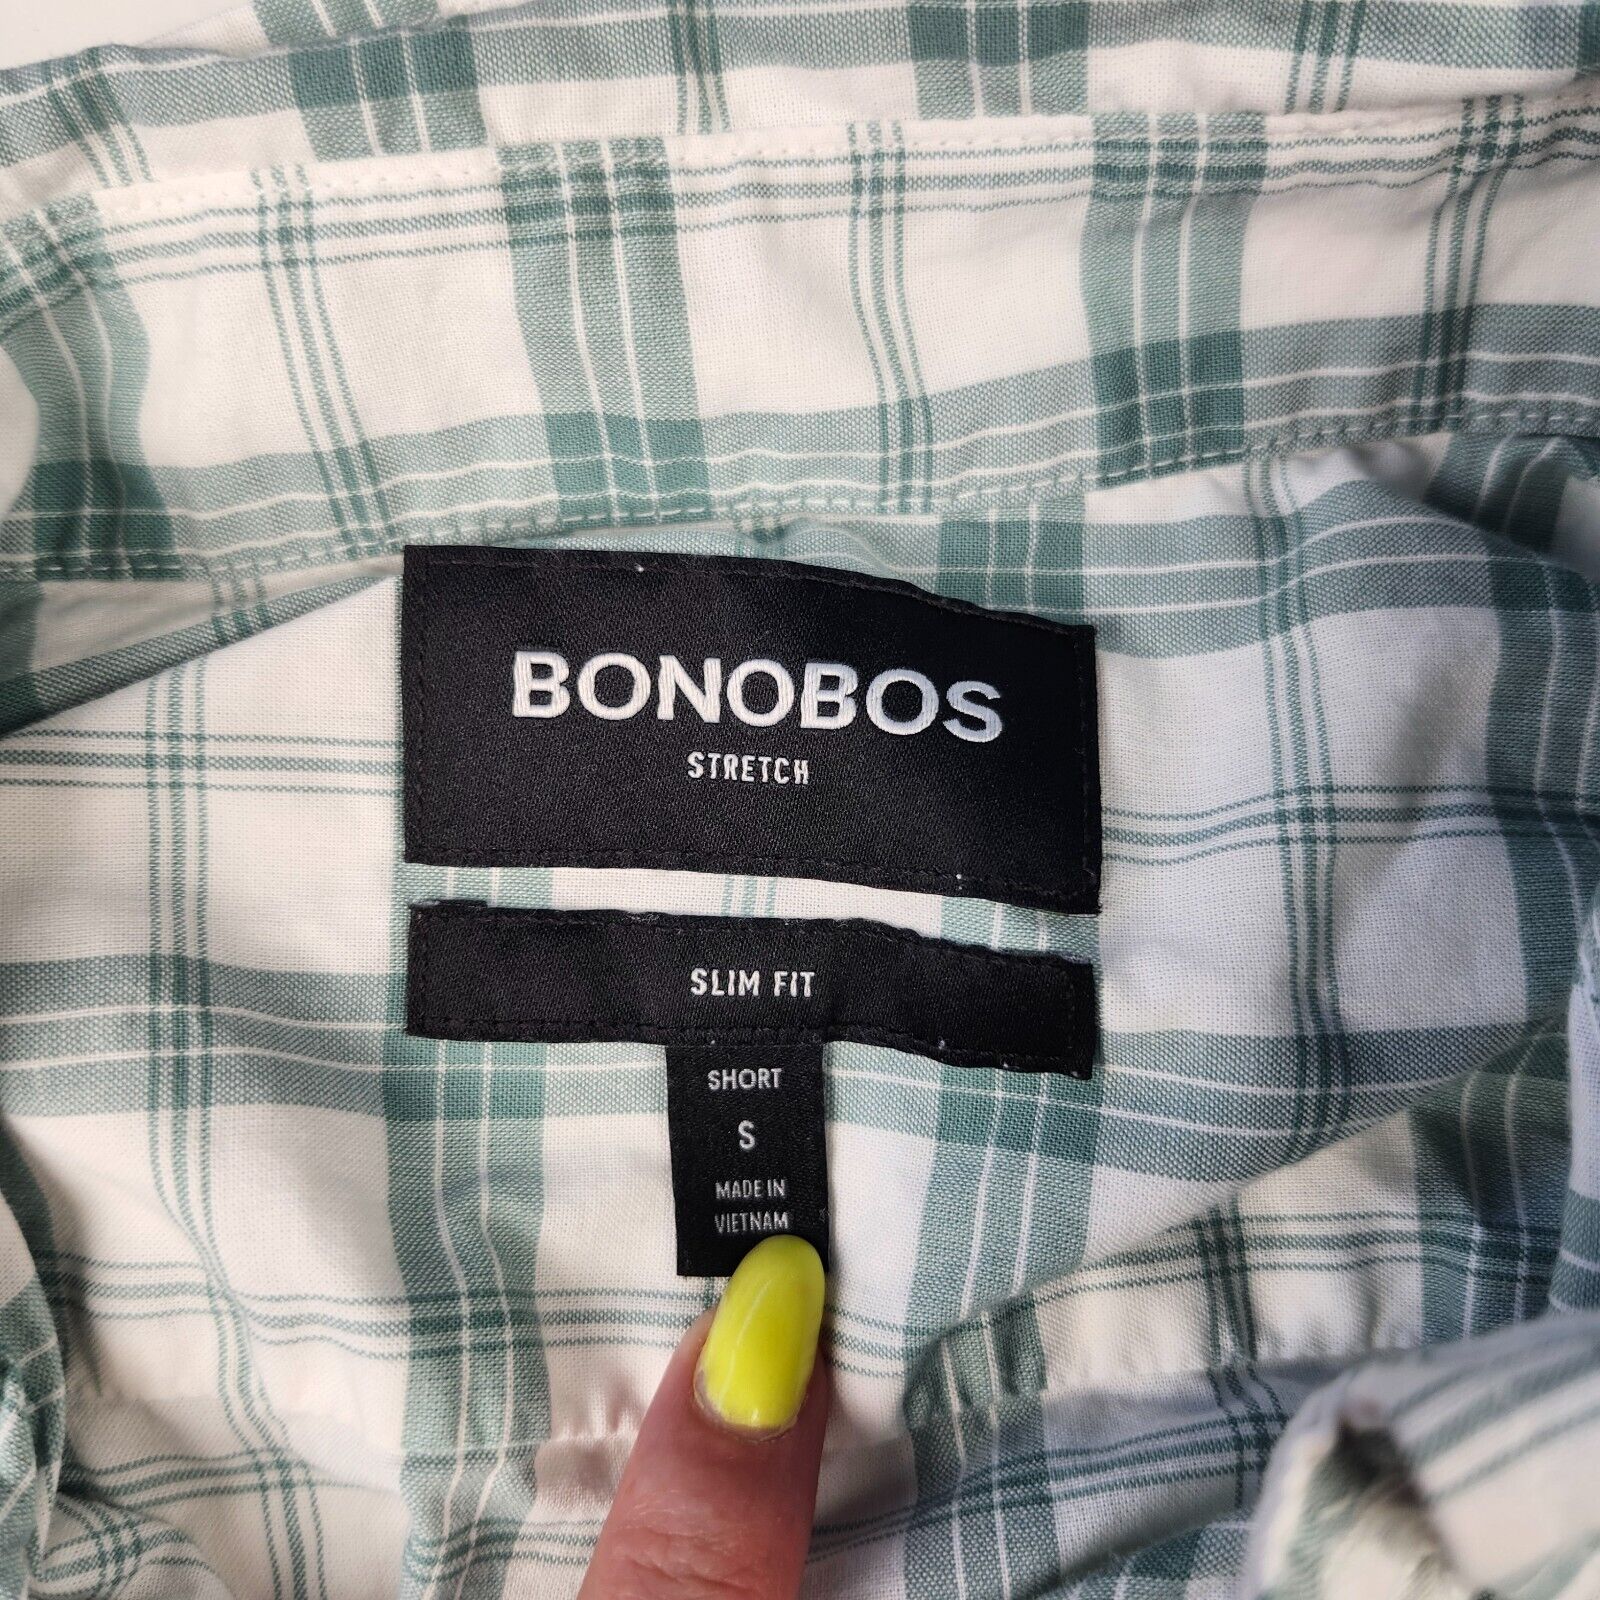 BONOBOS
STRETCH
SLIM FIT
SHORT
S
MADE IN
VIETNAM